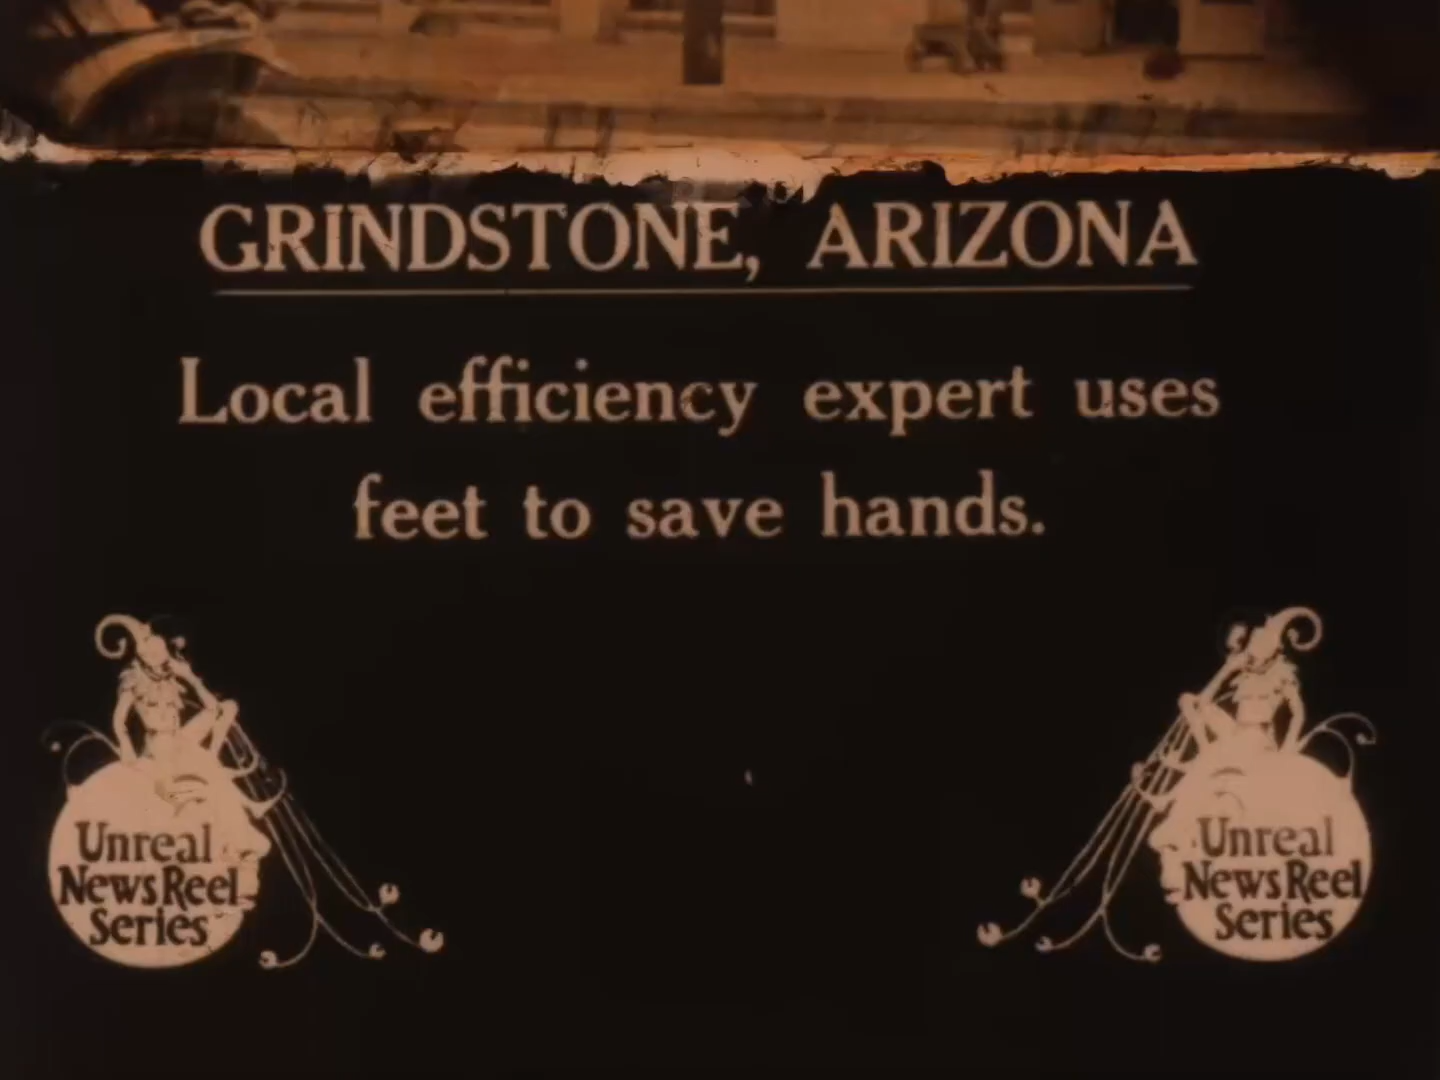 GRINDSTONE, ARIZONA
Local efficiency expert uses
feet to save hands.
Unreal
News Reel
Series
Unreal
News Reel
Series